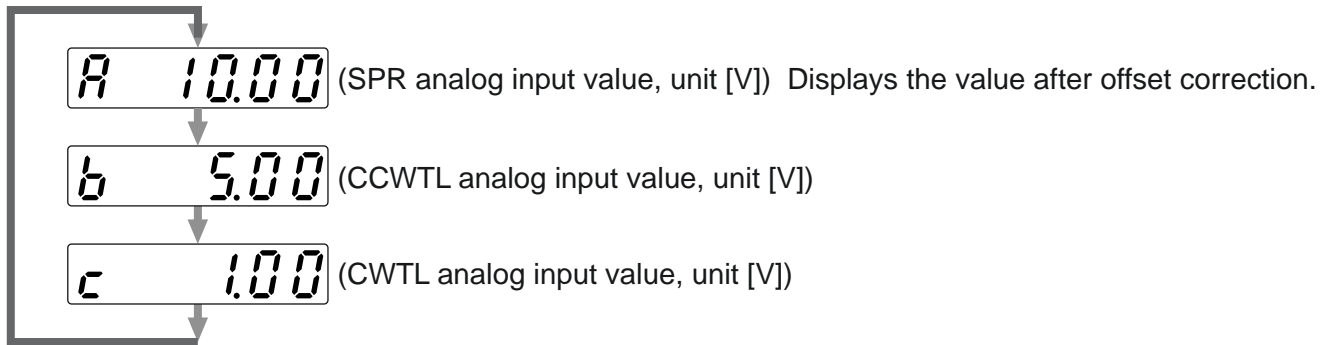 A 10.00 (SPR analog input value, unit [V]) Displays the value after offset correction.
b 5.00 (CCWTL analog input value, unit [V])
c 1.00 (CWTL analog input value, unit [V])